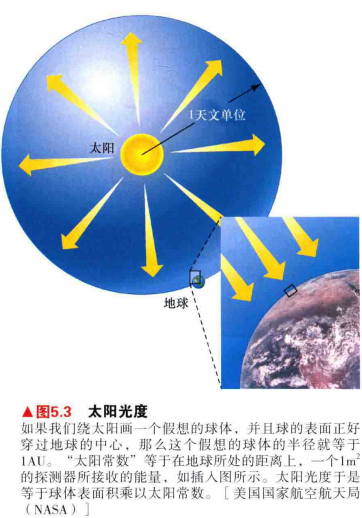 1天文单位
太阳
地球
▲图5.3 太阳光度
如果我们绕太阳画一个假想的球体，并且球的表面正好
穿过地球的中心，那么这个假想的球体的半径就等于
1AU。“太阳常数”等于在地球所处的距离上，一个1m²
的探测器所接收的能量，如插入图所示。太阳光度于是
等于球体表面积乘以太阳常数。［美国国家航空航天局
（NASA）］